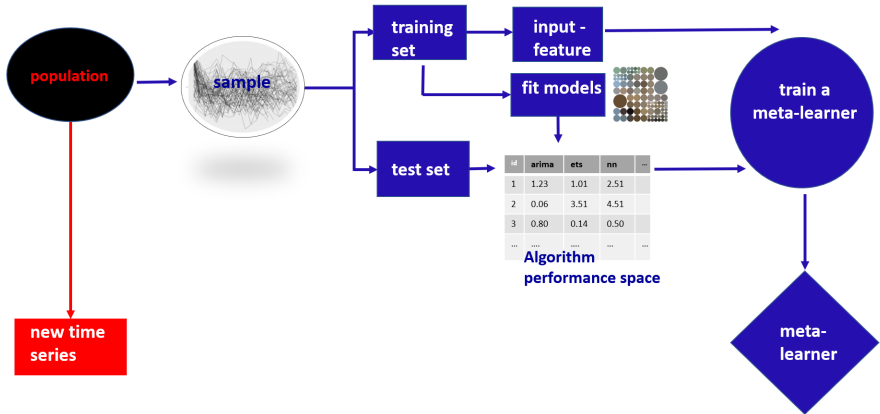 population
sample
training
set
input -
feature
fit models
test set
id arima ets nn ...
1 1.23 1.01 2.51
2 0.06 3.51 4.51
3 0.80 0.14 0.50
... .... .... ... ...
Algorithm
performance space
train a
meta-learner
meta-
learner
new time
series